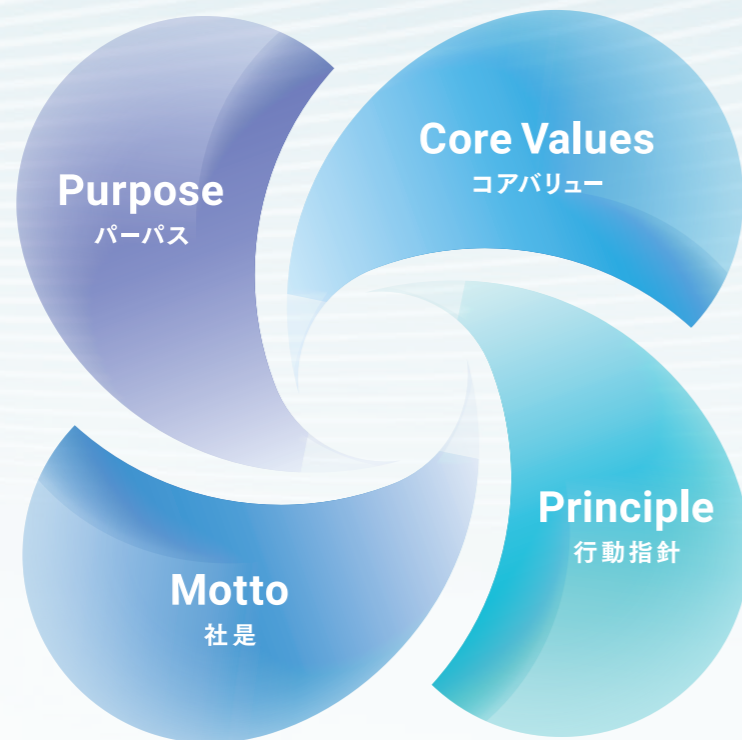 Purpose
パーパス
Core Values
コアバリュー
Principle
行動指針
Motto
社是